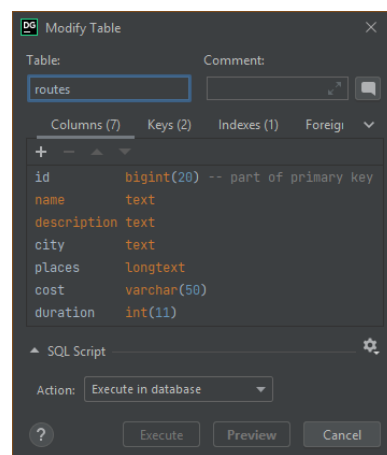 DG Modify Table
Table: Comment:
routes
Columns (7) Keys (2) Indexes (1) Foreig
id bigint(20) -- part of primary key
name text
description text
city text
places longtext
cost varchar(50)
duration int(11)
SQL Script
Action: Execute in database
? Execute Preview Cancel